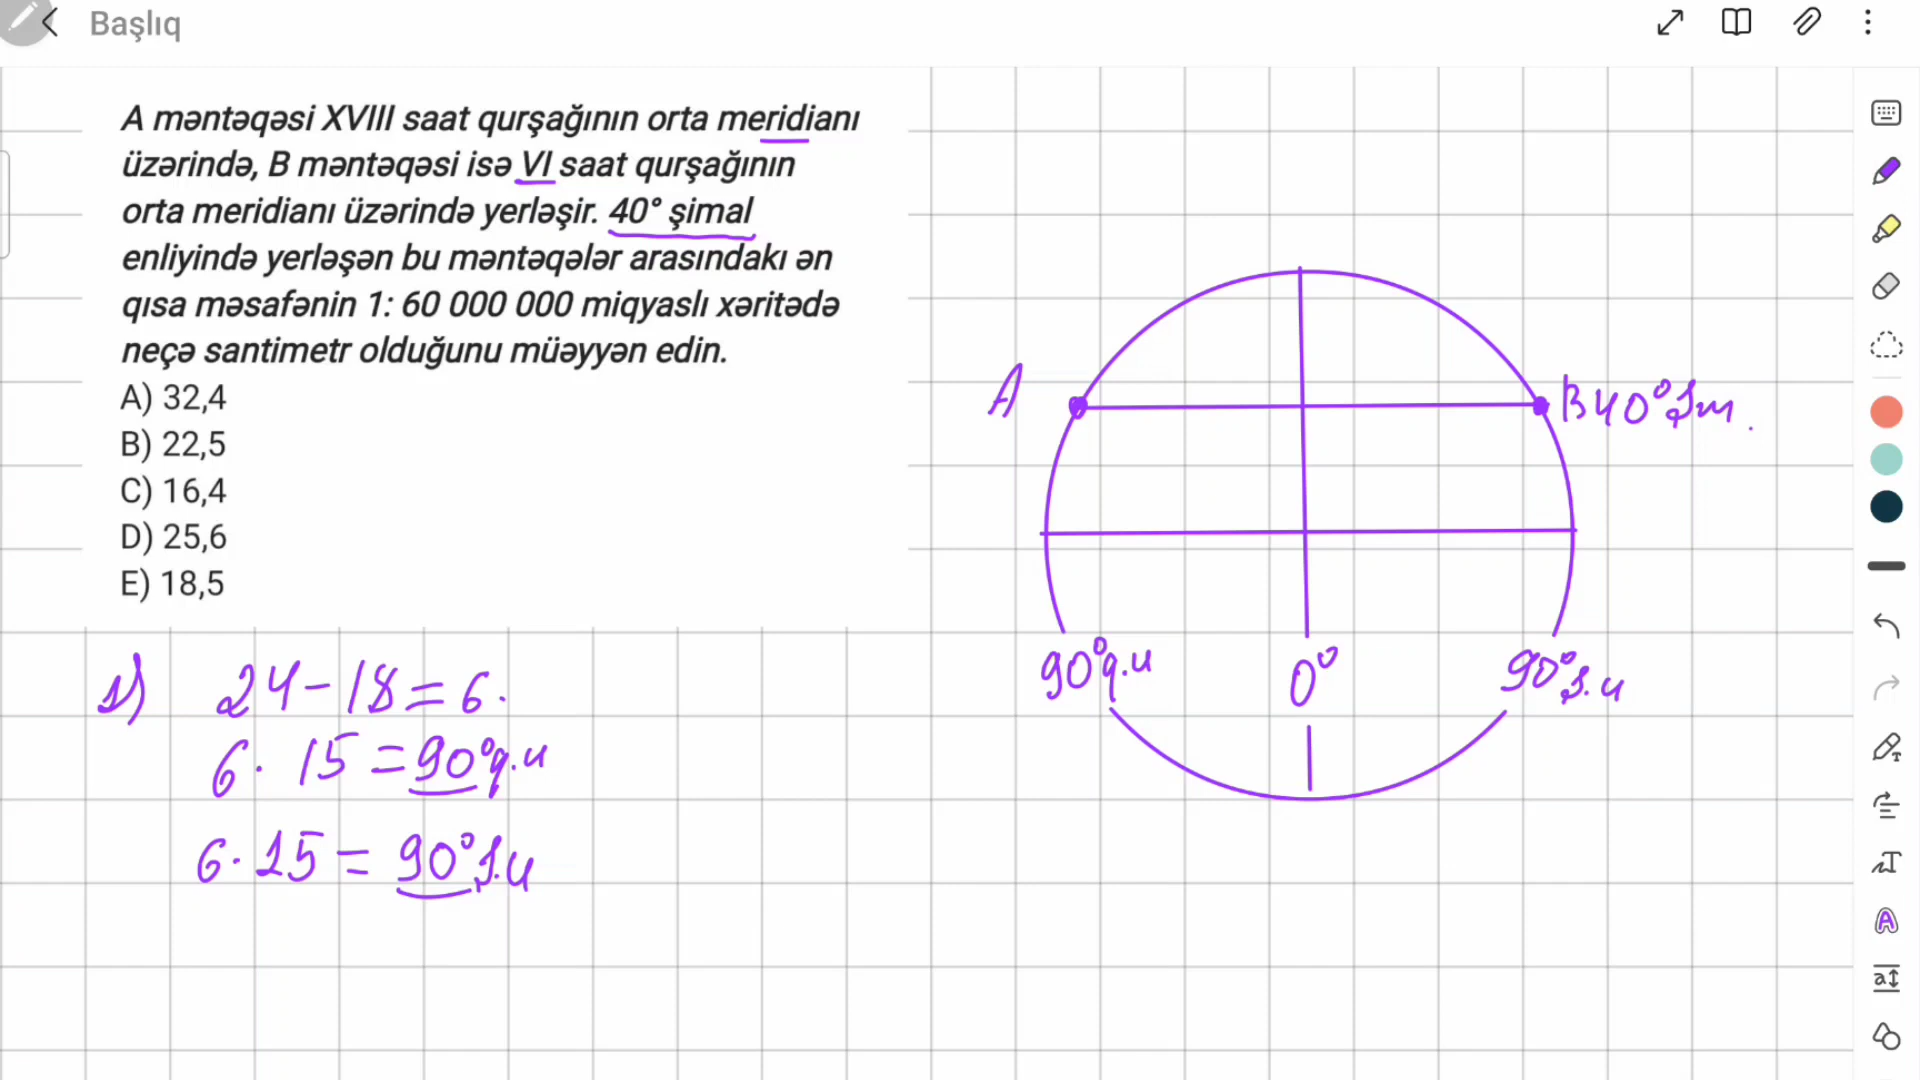 Başlıq
A məntəqəsi XVIII saat qurşağının orta meridianı
üzərində, B məntəqəsi isə VI saat qurşağının
orta meridianı üzərində yerləşir. 40° şimal
enliyində yerləşən bu məntəqələr arasındakı ən
qısa məsafənin 1: 60 000 000 miqyaslı xəritədə
neçə santimetr olduğunu müəyyən edin.
A) 32,4
B) 22,5
C) 16,4
D) 25,6
E) 18,5
1) 24-18=6.
6. 15=90°q.u
6.15=90°ş.u
A
B 40°şm.
90°q.u
0°
90°ş.u